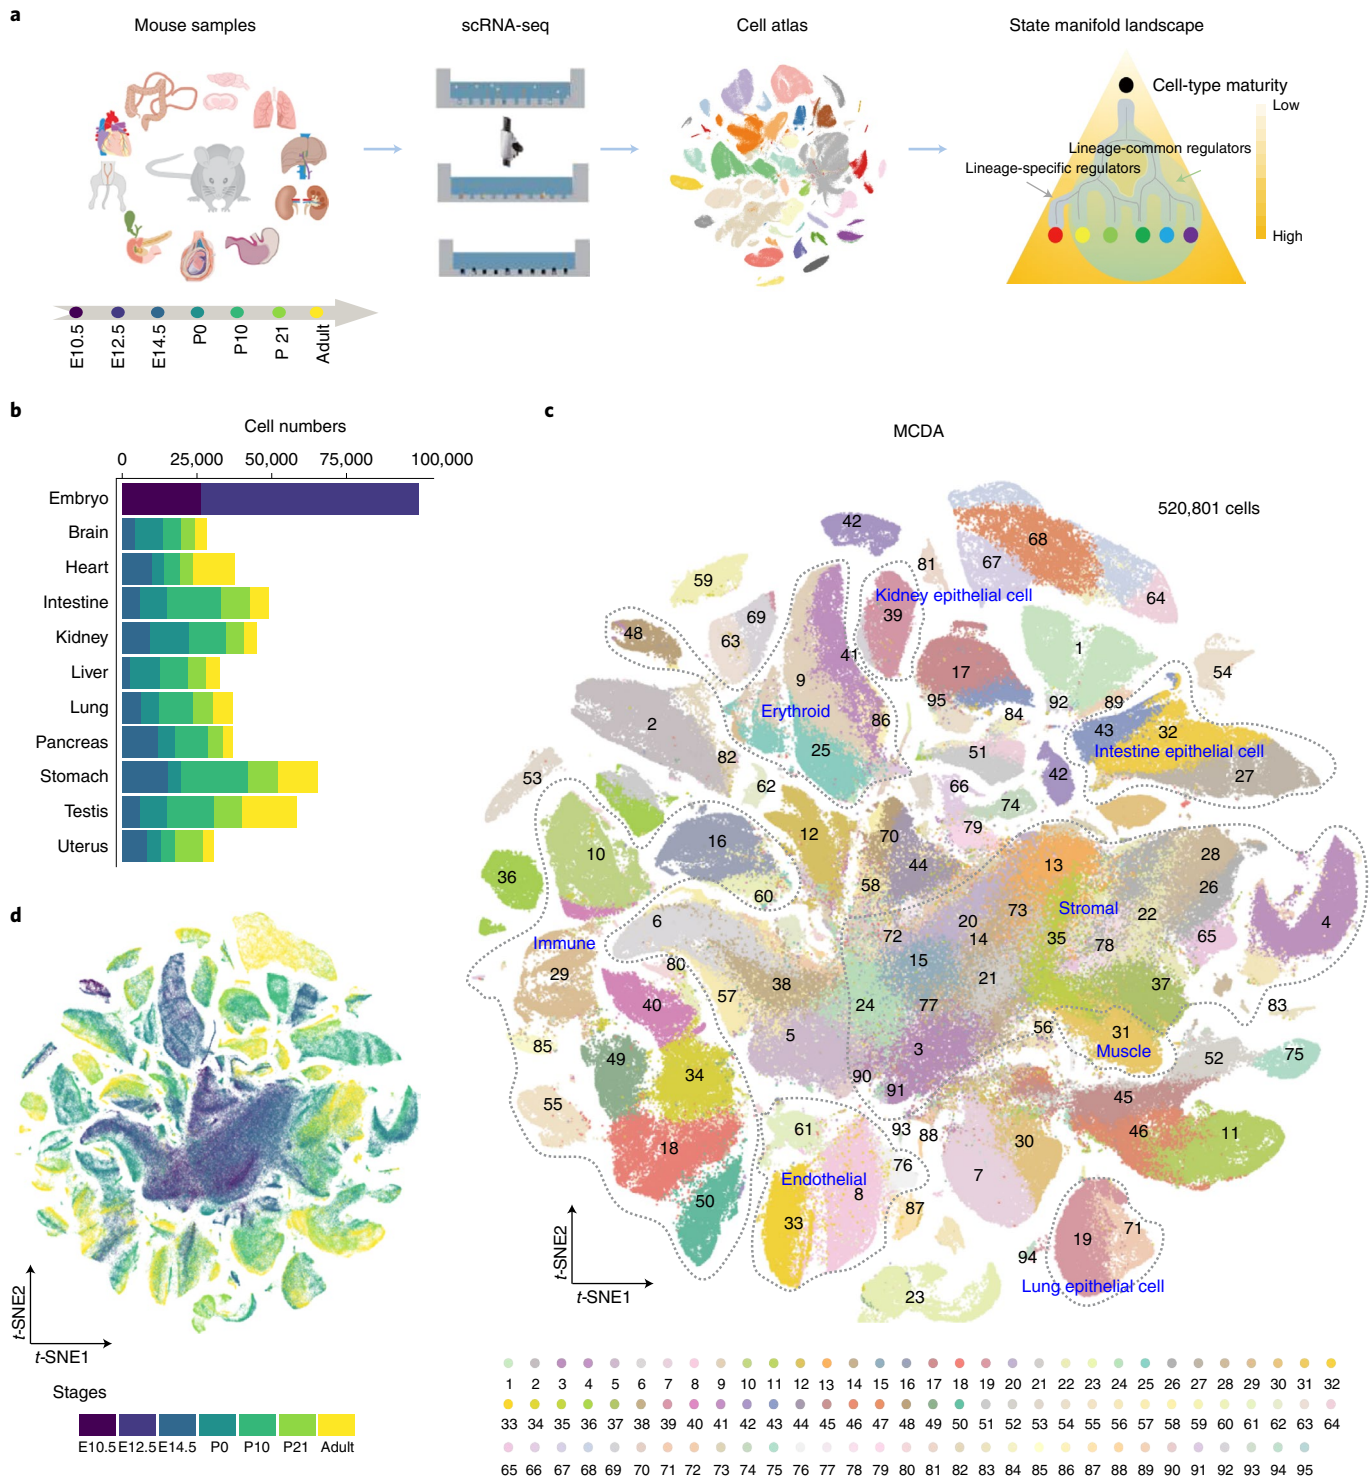 a
Mouse samples
scRNA-seq
Cell atlas
State manifold landscape
Cell-type maturity
Low
Lineage-common regulators
Lineage-specific regulators
High
E10.5
E12.5
E14.5
P0
P10
P 21
Adult
b
Cell numbers
0 25,000 50,000 75,000 100,000
Embryo
Brain
Heart
Intestine
Kidney
Liver
Lung
Pancreas
Stomach
Testis
Uterus
c
MCDA
520,801 cells
42
68
67
81
59
64
Kidney epithelial cell
69
39
48
63
41
1
17
54
9
95
92
89
2
Erythroid
86
84
43
32
25
51
Intestine epithelial cell
82
27
53
62
66
42
74
12
70
79
16
10
44
13
28
36
58
26
60
6
20
73
Stromal
22
4
Immune
72
14
35
78
65
80
15
29
38
21
37
57
40
24
77
83
5
56
31
85
49
3
Muscle
52
75
34
90
91
45
55
61
93
88
30
46
11
18
76
7
Endothelial
50
8
87
33
19
71
94
Lung epithelial cell
23
t-SNE2
t-SNE1
1 2 3 4 5 6 7 8 9 10 11 12 13 14 15 16 17 18 19 20 21 22 23 24 25 26 27 28 29 30 31 32
33 34 35 36 37 38 39 40 41 42 43 44 45 46 47 48 49 50 51 52 53 54 55 56 57 58 59 60 61 62 63 64
65 66 67 68 69 70 71 72 73 74 75 76 77 78 79 80 81 82 83 84 85 86 87 88 89 90 91 92 93 94 95
d
t-SNE2
t-SNE1
Stages
E10.5 E12.5 E14.5 P0 P10 P21 Adult